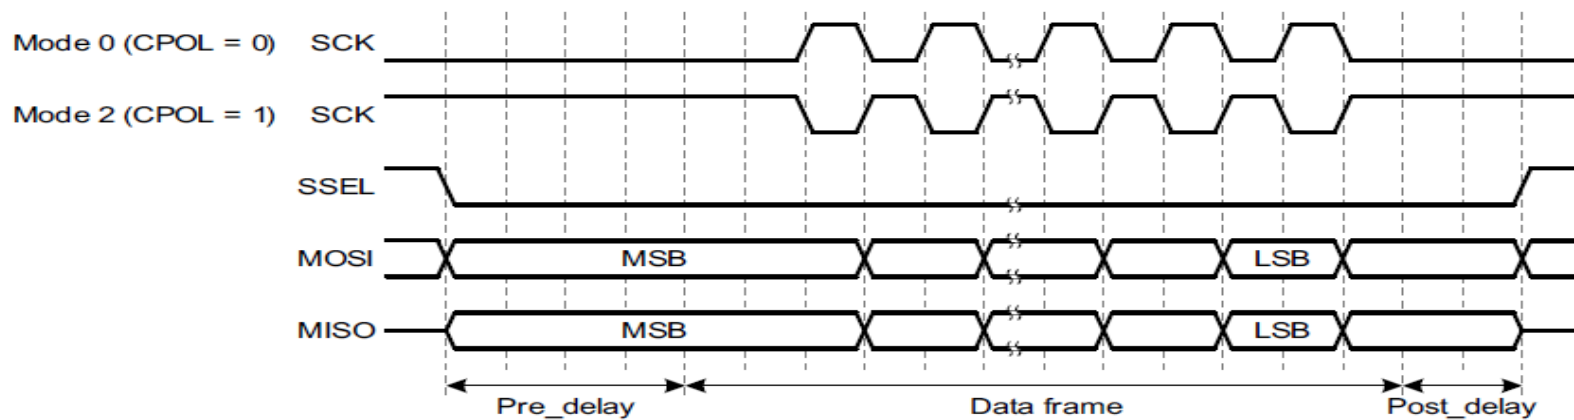 Mode 0 (CPOL = 0) SCK
Mode 2 (CPOL = 1) SCK
SSEL
MOSI MSB LSB
MISO MSB LSB
Pre_delay Data frame Post_delay